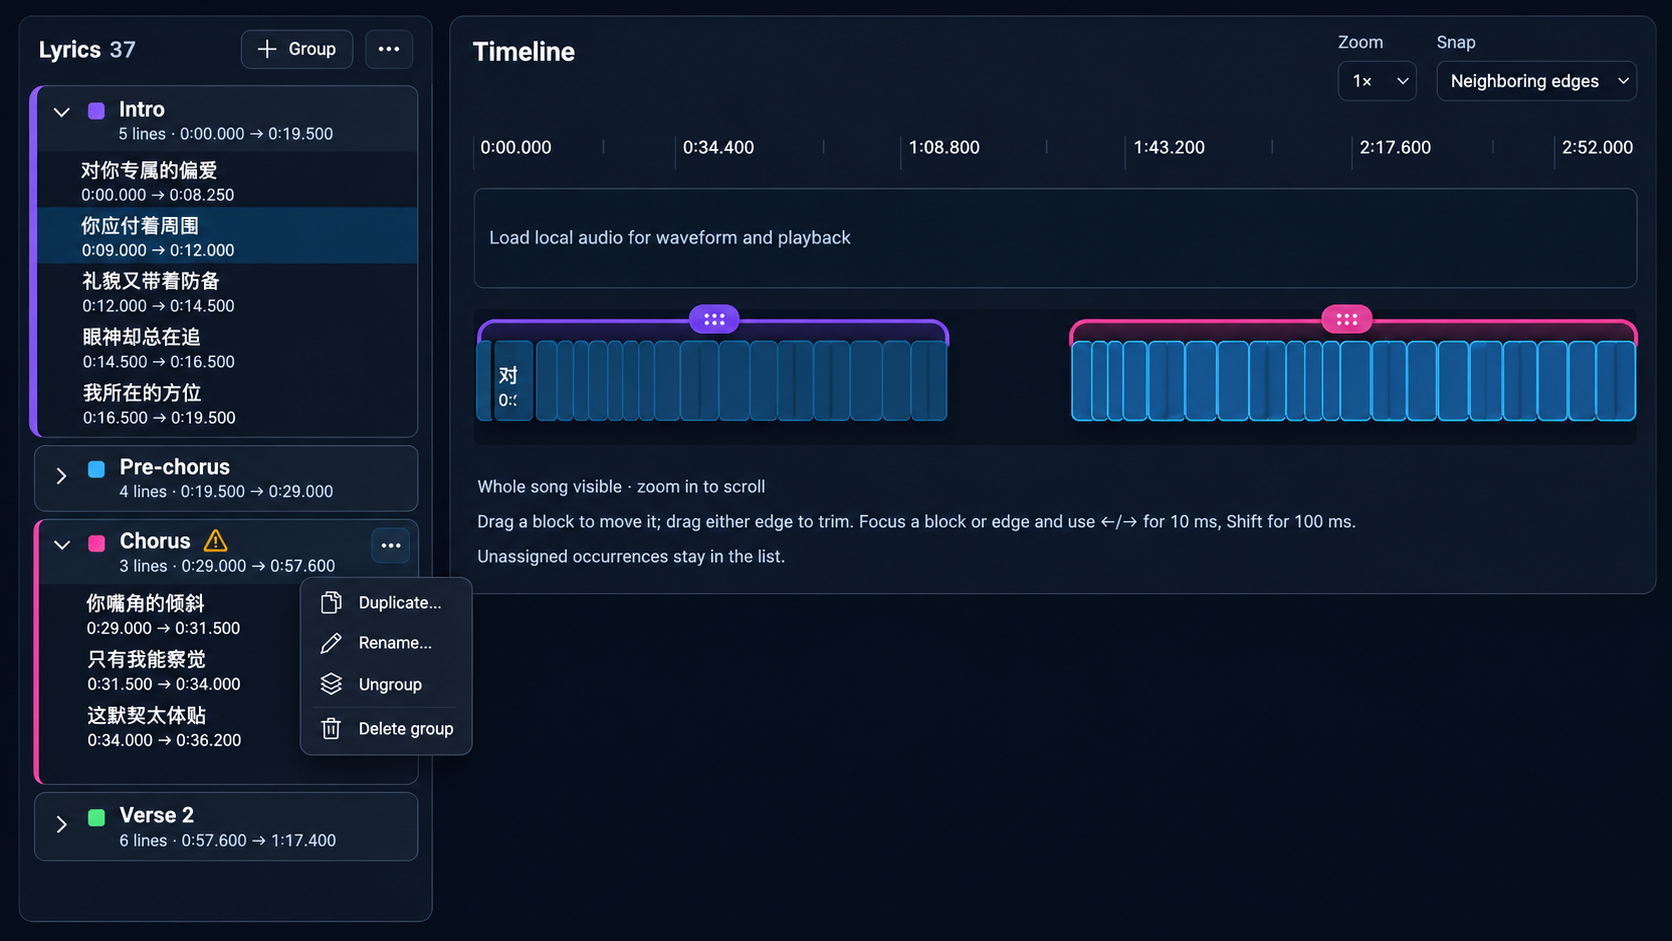 Lyrics 37
+ Group
Intro
5 lines · 0:00.000 → 0:19.500
对你专属的偏爱
0:00.000 → 0:08.250
你应付着周围
0:09.000 → 0:12.000
礼貌又带着防备
0:12.000 → 0:14.500
眼神却总在追
0:14.500 → 0:16.500
我所在的方位
0:16.500 → 0:19.500
Pre-chorus
4 lines · 0:19.500 → 0:29.000
Chorus
3 lines · 0:29.000 → 0:57.600
你嘴角的倾斜
0:29.000 → 0:31.500
只有我能察觉
0:31.500 → 0:34.000
这默契太体贴
0:34.000 → 0:36.200
Duplicate...
Rename...
Ungroup
Delete group
Verse 2
6 lines · 0:57.600 → 1:17.400
Timeline
Zoom
1×
Snap
Neighboring edges
0:00.000 0:34.400 1:08.800 1:43.200 2:17.600 2:52.000
Load local audio for waveform and playback
对
0:
Whole song visible · zoom in to scroll
Drag a block to move it; drag either edge to trim. Focus a block or edge and use ←/→ for 10 ms, Shift for 100 ms.
Unassigned occurrences stay in the list.